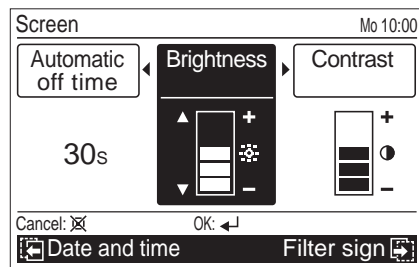 Screen Mo 10:00
Automatic off time
Brightness
Contrast
30s
+ +
− −
Cancel: OK:
Date and time Filter sign